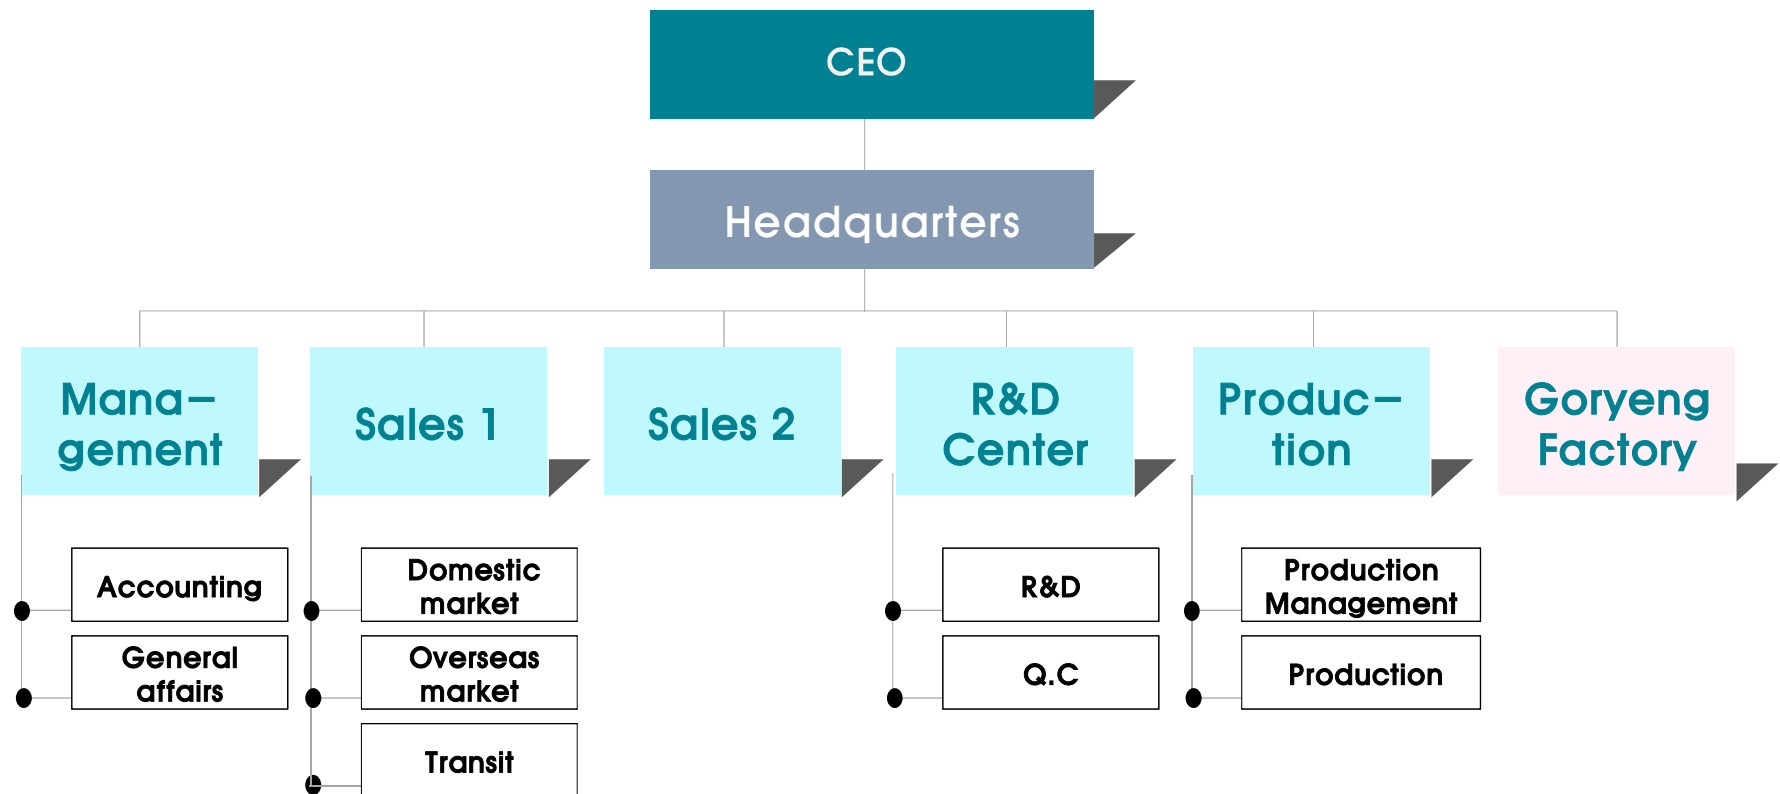 CEO
Headquarters
Mana-
gement
Sales 1
Sales 2
R&D
Center
Produc-
tion
Goryeng
Factory
Accounting
General
affairs
Domestic
market
Overseas
market
Transit
R&D
Q.C
Production
Management
Production